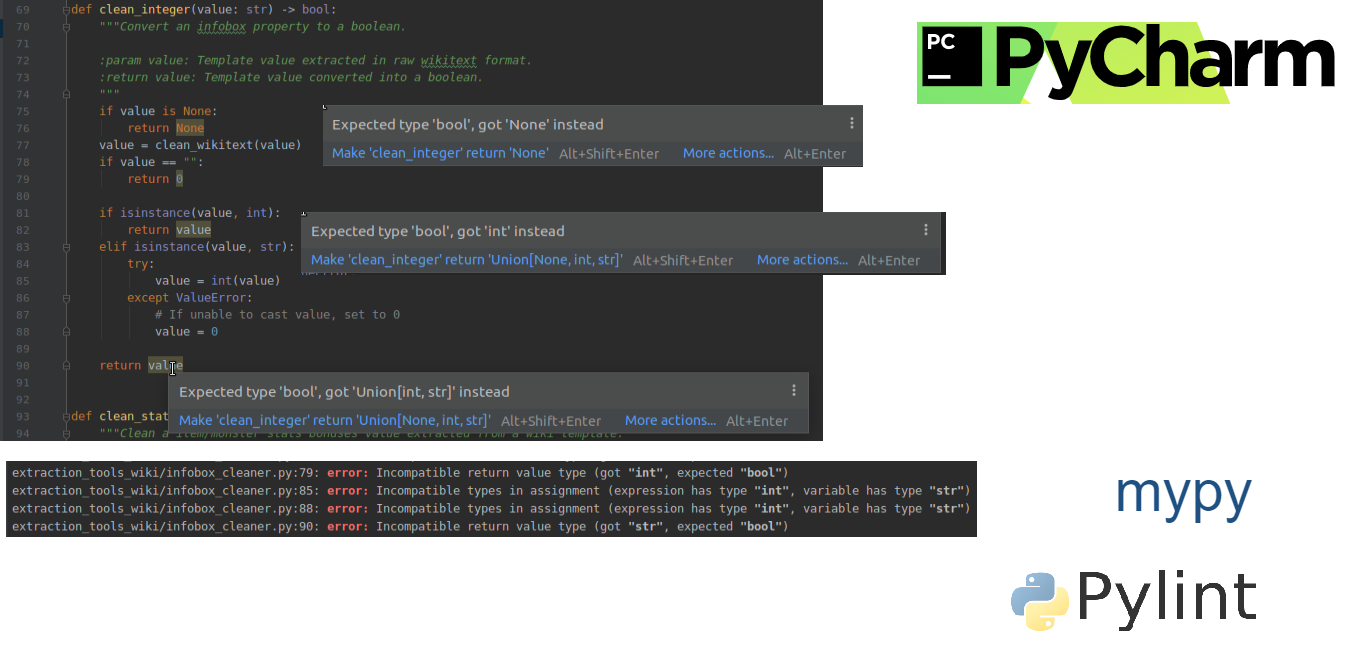 69 def clean_integer(value: str) -> bool:
70 """Convert an infobox property to a boolean.
71
72 :param value: Template value extracted in raw wikitext format.
73 :return value: Template value converted into a boolean.
74 """
75 if value is None:
76 return None
77 value = clean_wikitext(value)
78 if value == "":
79 return 0
80
81 if isinstance(value, int):
82 return value
83 elif isinstance(value, str):
84 try:
85 value = int(value)
86 except ValueError:
87 # If unable to cast value, set to 0
88 value = 0
89
90 return value
91
92
93 def clean_stat
94 """Clean a item/monster stats bonuses value extracted from a wiki template.
Expected type 'bool', got 'None' instead
Make 'clean_integer' return 'None' Alt+Shift+Enter More actions... Alt+Enter
Expected type 'bool', got 'int' instead
Make 'clean_integer' return 'Union[None, int, str]' Alt+Shift+Enter More actions... Alt+Enter
Expected type 'bool', got 'Union[int, str]' instead
Make 'clean_integer' return 'Union[None, int, str]' Alt+Shift+Enter More actions... Alt+Enter
PC
PyCharm
extraction_tools_wiki/infobox_cleaner.py:79: error: Incompatible return value type (got "int", expected "bool")
extraction_tools_wiki/infobox_cleaner.py:85: error: Incompatible types in assignment (expression has type "int", variable has type "str")
extraction_tools_wiki/infobox_cleaner.py:88: error: Incompatible types in assignment (expression has type "int", variable has type "str")
extraction_tools_wiki/infobox_cleaner.py:90: error: Incompatible return value type (got "str", expected "bool")
mypy
Pylint